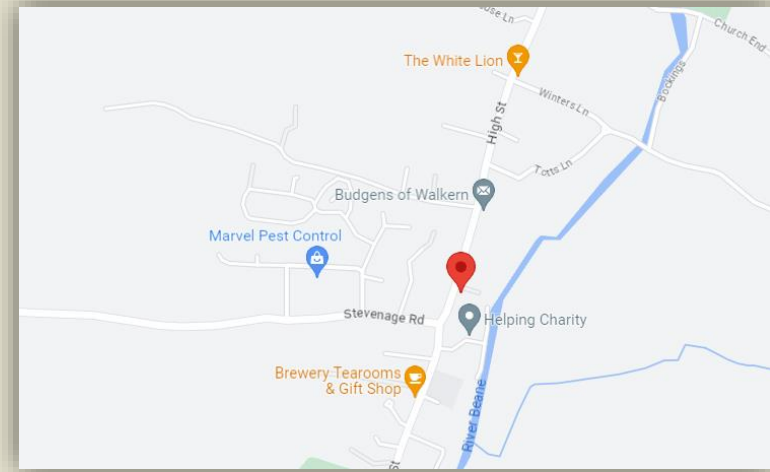 Church End
The White Lion
Bockings
Winters Ln
High St
Totts Ln
Budgens of Walkern
Marvel Pest Control
Stevenage Rd
Helping Charity
Brewery Tearooms
& Gift Shop
River Beane
St